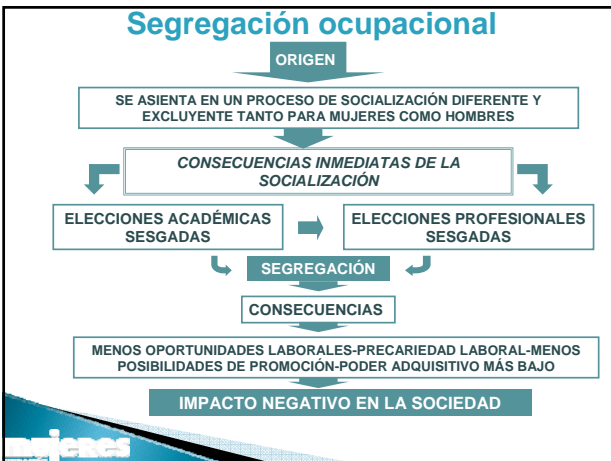 Segregación ocupacional
ORIGEN
SE ASIENTA EN UN PROCESO DE SOCIALIZACIÓN DIFERENTE Y
EXCLUYENTE TANTO PARA MUJERES COMO HOMBRES
CONSECUENCIAS INMEDIATAS DE LA
SOCIALIZACIÓN
ELECCIONES ACADÉMICAS
SESGADAS
ELECCIONES PROFESIONALES
SESGADAS
SEGREGACIÓN
CONSECUENCIAS
MENOS OPORTUNIDADES LABORALES-PRECARIEDAD LABORAL-MENOS
POSIBILIDADES DE PROMOCIÓN-PODER ADQUISITIVO MÁS BAJO
IMPACTO NEGATIVO EN LA SOCIEDAD
mujeres